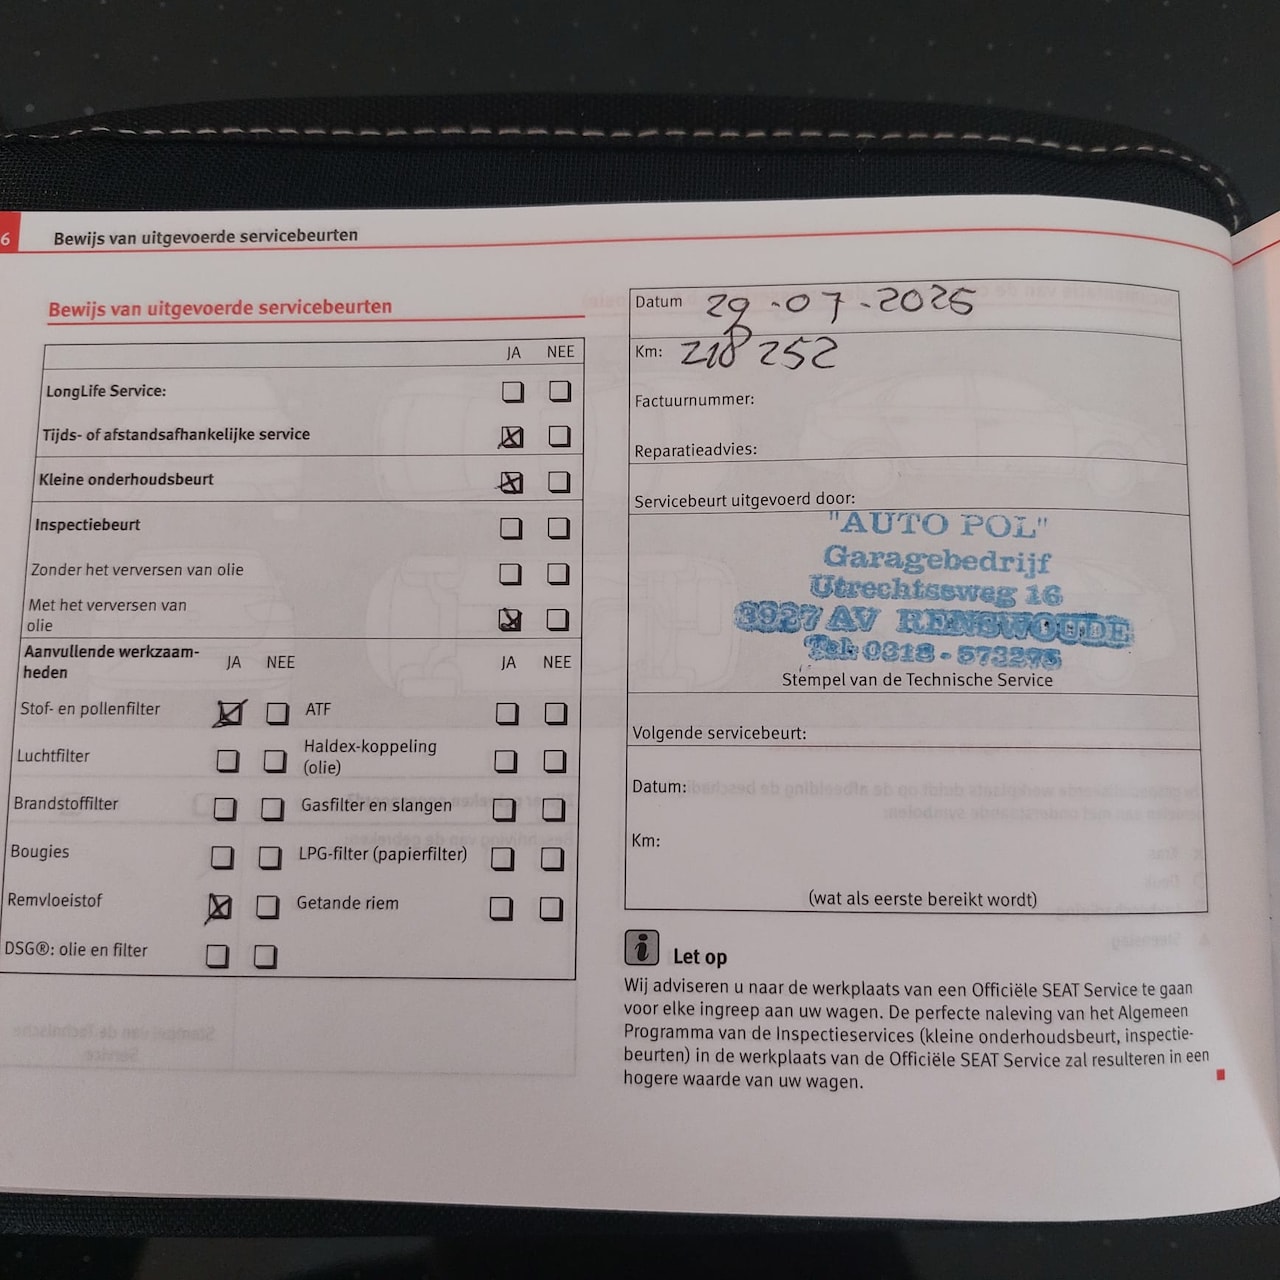 6 Bewijs van uitgevoerde servicebeurten
Bewijs van uitgevoerde servicebeurten
JA NEE
LongLife Service:
Tijds- of afstandsafhankelijke service
Kleine onderhoudsbeurt
Inspectiebeurt
Zonder het verversen van olie
Met het verversen van
olie
Aanvullende werkzaam-
heden
JA NEE JA NEE
Stof- en pollenfilter ATF
Luchtfilter Haldex-koppeling
(olie)
Brandstoffilter Gasfilter en slangen
Bougies LPG-filter (papierfilter)
Remvloeistof Getande riem
DSG®: olie en filter
Datum 29-07-2025
Km: 218 252
Factuurnummer:
Reparatieadvies:
Servicebeurt uitgevoerd door:
"AUTO POL"
Garagebedrijf
Utrechtseweg 16
3927 AV RENSWOUDE
Tel: 0318-573275
Stempel van de Technische Service
Volgende servicebeurt:
Datum:
Km:
(wat als eerste bereikt wordt)
i Let op
Wij adviseren u naar de werkplaats van een Officiële SEAT Service te gaan
voor elke ingreep aan uw wagen. De perfecte naleving van het Algemeen
Programma van de Inspectieservices (kleine onderhoudsbeurt, inspectie-
beurten) in de werkplaats van de Officiële SEAT Service zal resulteren in een
hogere waarde van uw wagen.